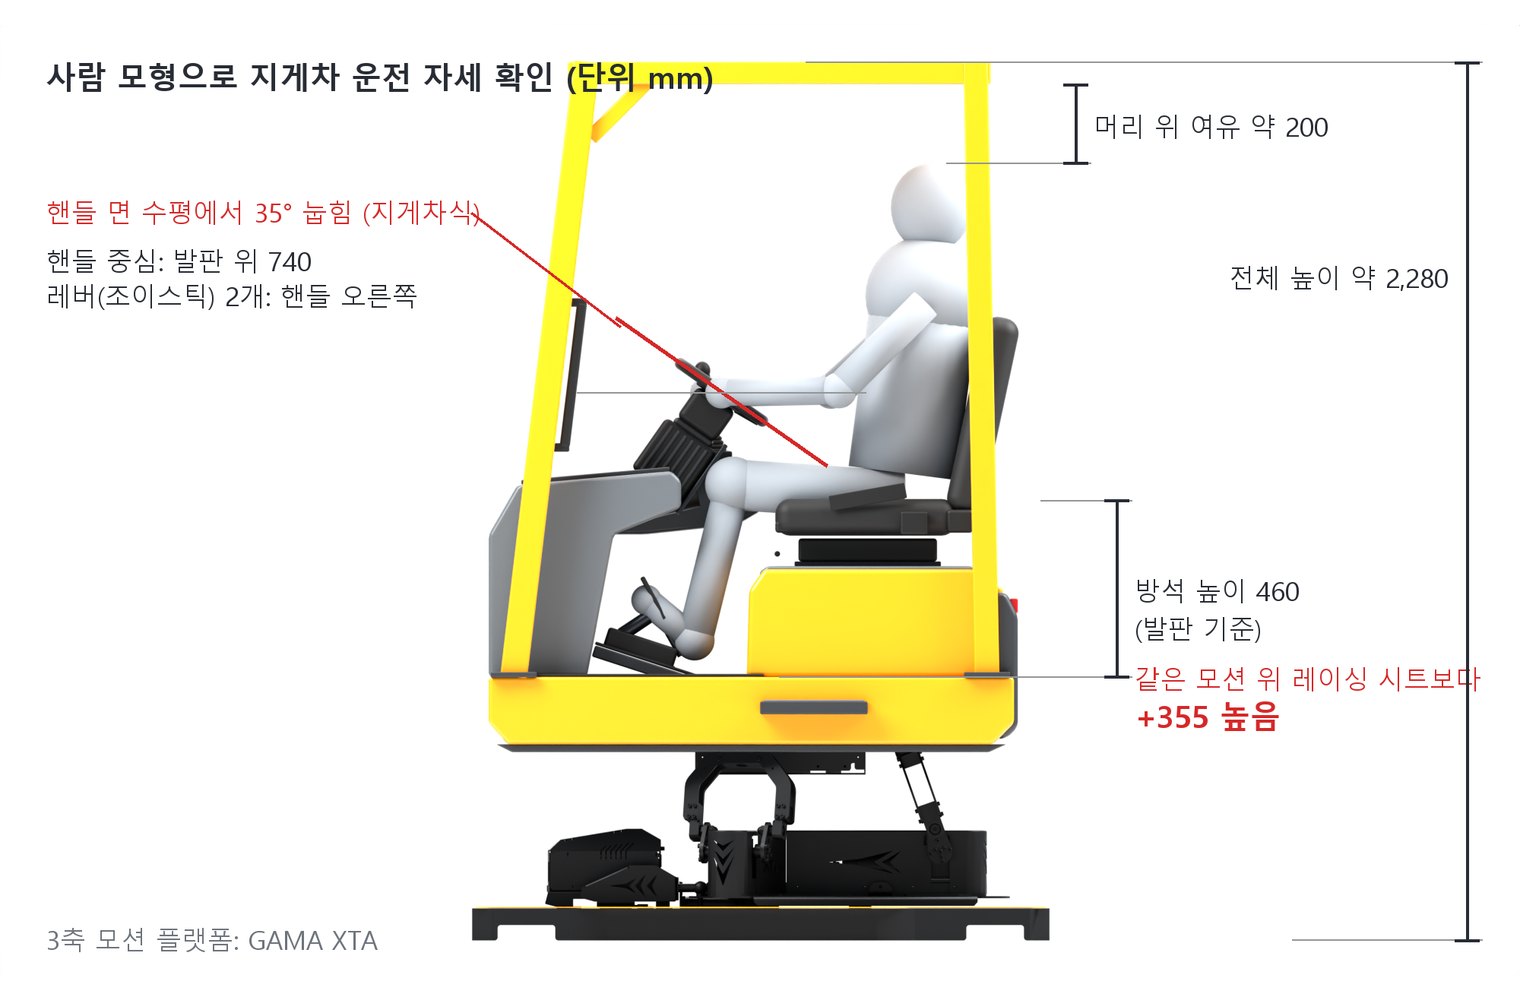 사람 모형으로 지게차 운전 자세 확인 (단위 mm)
머리 위 여유 약 200
핸들 면 수평에서 35° 눕힘 (지게차식)
핸들 중심: 발판 위 740
레버(조이스틱) 2개: 핸들 오른쪽
전체 높이 약 2,280
방석 높이 460
(발판 기준)
같은 모션 위 레이싱 시트보다
+355 높음
3축 모션 플랫폼: GAMA XTA